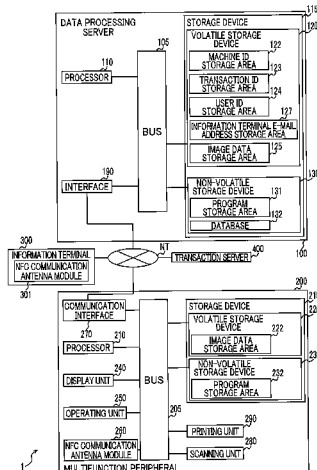 115
DATA PROCESSING
SERVER
105
STORAGE DEVICE
120
VOLATILE STORAGE
DEVICE
122
MACHINE ID
STORAGE AREA
123
TRANSACTION ID
STORAGE AREA
124
USER ID
STORAGE AREA
127
INFORMATION TERMINAL E-MAIL
ADDRESS STORAGE AREA
125
IMAGE DATA
STORAGE AREA
110
PROCESSOR
BUS
190
INTERFACE
130
NON-VOLATILE
STORAGE DEVICE
131
PROGRAM
STORAGE AREA
132
DATABASE
100
300
INFORMATION TERMINAL
NFC COMMUNICATION
ANTENNA MODULE
301
NT
400
TRANSACTION SERVER
200
COMMUNICATION
INTERFACE
270
210
PROCESSOR
240
DISPLAY UNIT
250
OPERATING UNIT
260
NFC COMMUNICATION
ANTENNA MODULE
BUS
205
STORAGE DEVICE
VOLATILE STORAGE
DEVICE
222
IMAGE DATA
STORAGE AREA
NON-VOLATILE
STORAGE DEVICE
232
PROGRAM
STORAGE AREA
290
PRINTING UNIT
280
SCANNING UNIT
1
MULTIFUNCTION PERIPHERAL